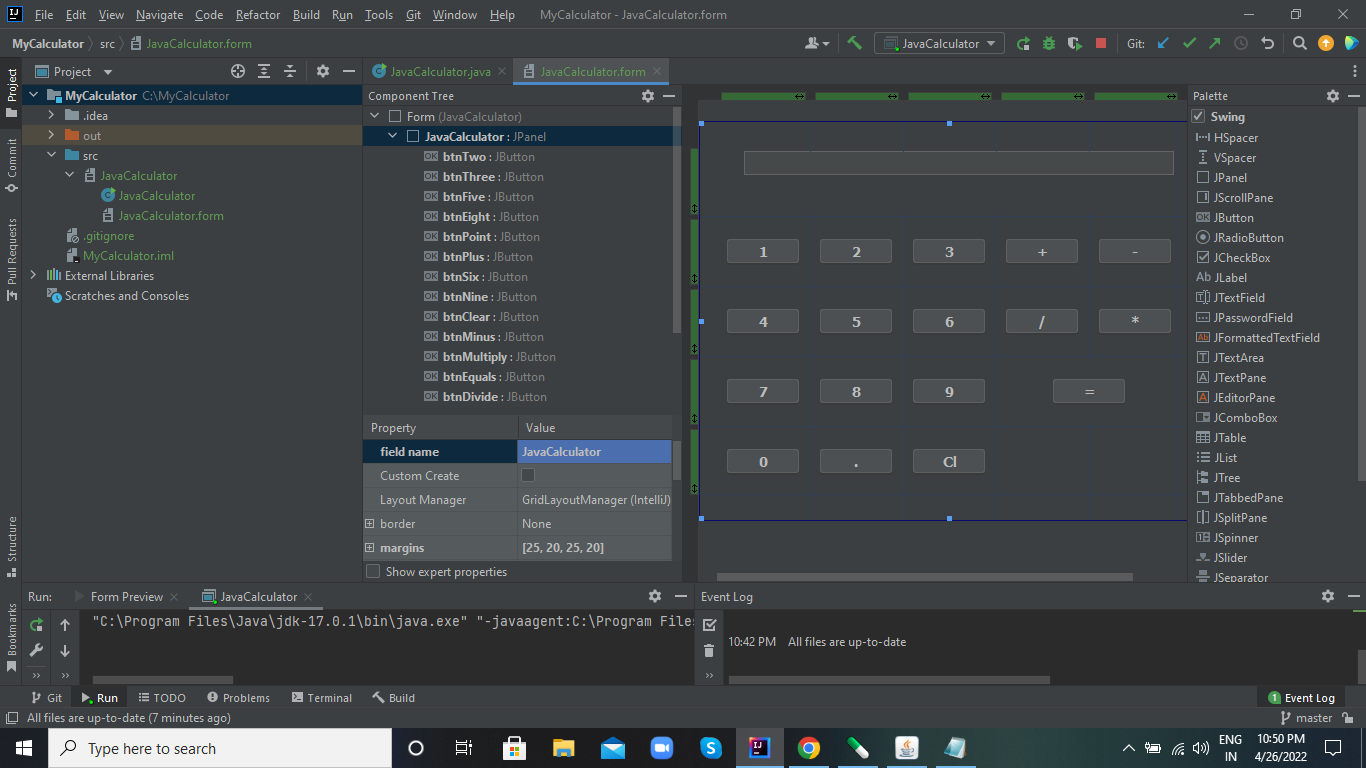 File Edit View Navigate Code Refactor Build Run Tools Git Window Help MyCalculator - JavaCalculator.form
MyCalculator src JavaCalculator.form JavaCalculator Git:
Project JavaCalculator.java JavaCalculator.form
Project
Commit
Pull Requests
Structure
Bookmarks
MyCalculator C:\MyCalculator
.idea
out
src
JavaCalculator
JavaCalculator
JavaCalculator.form
.gitignore
MyCalculator.iml
External Libraries
Scratches and Consoles
Component Tree
Form (JavaCalculator)
JavaCalculator : JPanel
btnTwo : JButton
btnThree : JButton
btnFive : JButton
btnEight : JButton
btnPoint : JButton
btnPlus : JButton
btnSix : JButton
btnNine : JButton
btnClear : JButton
btnMinus : JButton
btnMultiply : JButton
btnEquals : JButton
btnDivide : JButton
Property Value
field name JavaCalculator
Custom Create
Layout Manager GridLayoutManager (IntelliJ)
border None
margins [25, 20, 25, 20]
Show expert properties
1 2 3 + -
4 5 6 / *
7 8 9 =
0 . Cl
Palette
Swing
HSpacer
VSpacer
JPanel
JScrollPane
JButton
JRadioButton
JCheckBox
JLabel
JTextField
JPasswordField
JFormattedTextField
JTextArea
JTextPane
JEditorPane
JComboBox
JTable
JList
JTree
JTabbedPane
JSplitPane
JSpinner
JSlider
JSeparator
Run: Form Preview JavaCalculator
"C:\Program Files\Java\jdk-17.0.1\bin\java.exe" "-javaagent:C:\Program Files
Event Log
10:42 PM All files are up-to-date
Git Run TODO Problems Terminal Build 1 Event Log
All files are up-to-date (7 minutes ago) master
Type here to search
ENG
IN
10:50 PM
4/26/2022